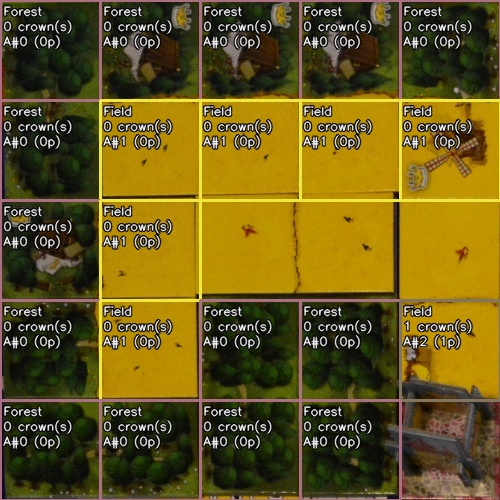 Forest
0 crown(s)
A#0 (0p)
Forest
0 crown(s)
A#0 (0p)
Forest
0 crown(s)
A#0 (0p)
Forest
0 crown(s)
A#0 (0p)
Forest
0 crown(s)
A#0 (0p)
Forest
0 crown(s)
A#0 (0p)
Field
0 crown(s)
A#1 (0p)
Field
0 crown(s)
A#1 (0p)
Field
0 crown(s)
A#1 (0p)
Field
0 crown(s)
A#1 (0p)
Forest
0 crown(s)
A#0 (0p)
Field
0 crown(s)
A#1 (0p)
Forest
0 crown(s)
A#0 (0p)
Field
0 crown(s)
A#1 (0p)
Forest
0 crown(s)
A#0 (0p)
Forest
0 crown(s)
A#0 (0p)
Field
1 crown(s)
A#2 (1p)
Forest
0 crown(s)
A#0 (0p)
Forest
0 crown(s)
A#0 (0p)
Forest
0 crown(s)
A#0 (0p)
Forest
0 crown(s)
A#0 (0p)